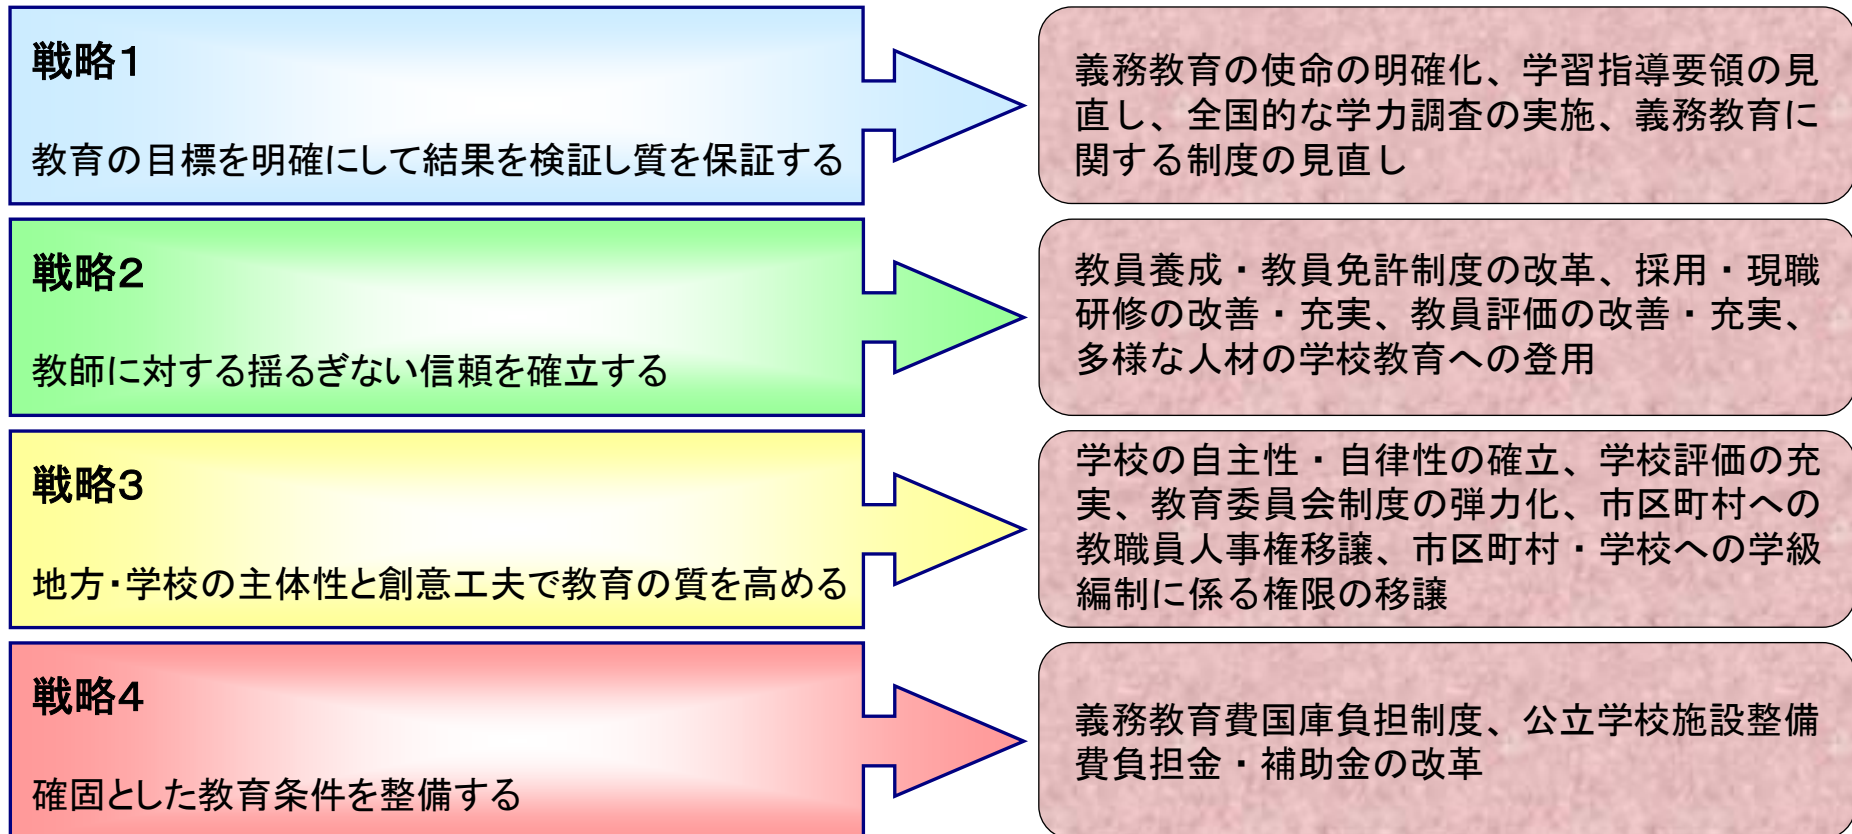 戦略１
教育の目標を明確にして結果を検証し質を保証する
義務教育の使命の明確化、学習指導要領の見
直し、全国的な学力調査の実施、義務教育に
関する制度の見直し
戦略２
教師に対する揺るぎない信頼を確立する
教員養成・教員免許制度の改革、採用・現職
研修の改善・充実、教員評価の改善・充実、
多様な人材の学校教育への登用
戦略３
地方・学校の主体性と創意工夫で教育の質を高める
学校の自主性・自律性の確立、学校評価の充
実、教育委員会制度の弾力化、市区町村への
教職員人事権移譲、市区町村・学校への学級
編制に係る権限の移譲
戦略４
確固とした教育条件を整備する
義務教育費国庫負担制度、公立学校施設整備
費負担金・補助金の改革